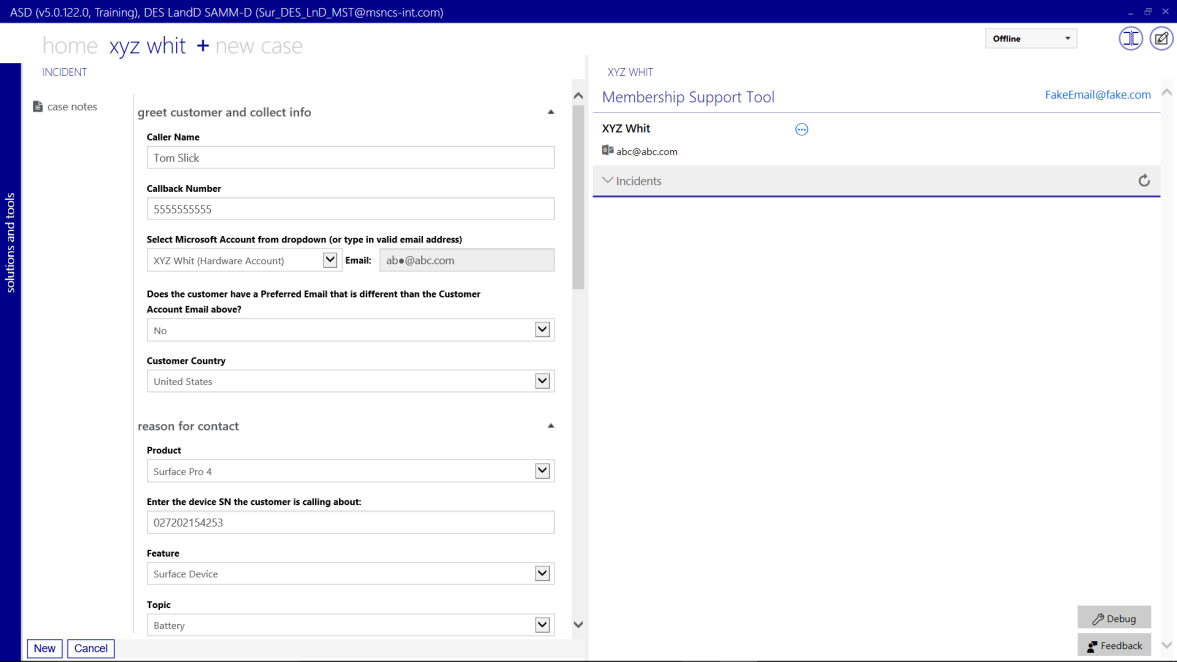 ASD (v5.0.122.0, Training), DES LandD SAMM-D (Sur_DES_LnD_MST@msncs-int.com)
home xyz whit + new case
Offline
INCIDENT
case notes
solutions and tools
greet customer and collect info
Caller Name
Tom Slick
Callback Number
5555555555
Select Microsoft Account from dropdown (or type in valid email address)
XYZ Whit (Hardware Account) Email: ab●@abc.com
Does the customer have a Preferred Email that is different than the Customer
Account Email above?
No
Customer Country
United States
reason for contact
Product
Surface Pro 4
Enter the device SN the customer is calling about:
027202154253
Feature
Surface Device
Topic
Battery
New Cancel
XYZ WHIT
Membership Support Tool FakeEmail@fake.com
XYZ Whit
abc@abc.com
Incidents
Debug
Feedback